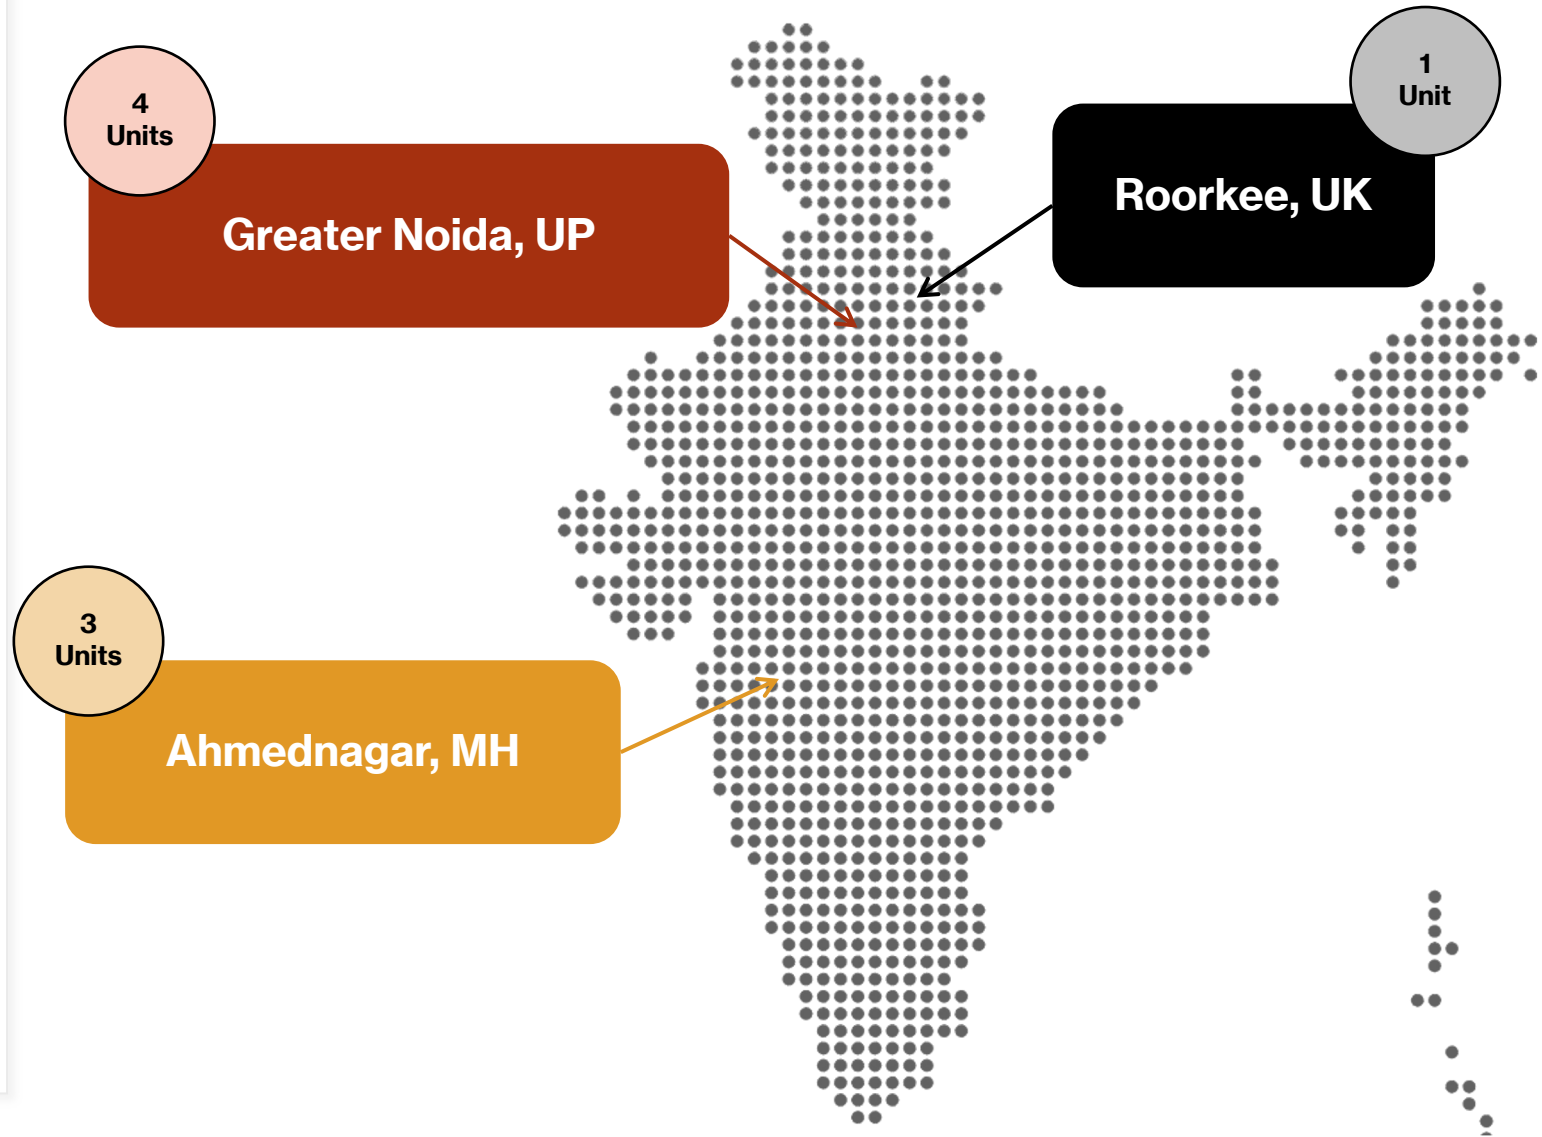 4
Units
Greater Noida, UP
1
Unit
Roorkee, UK
3
Units
Ahmednagar, MH